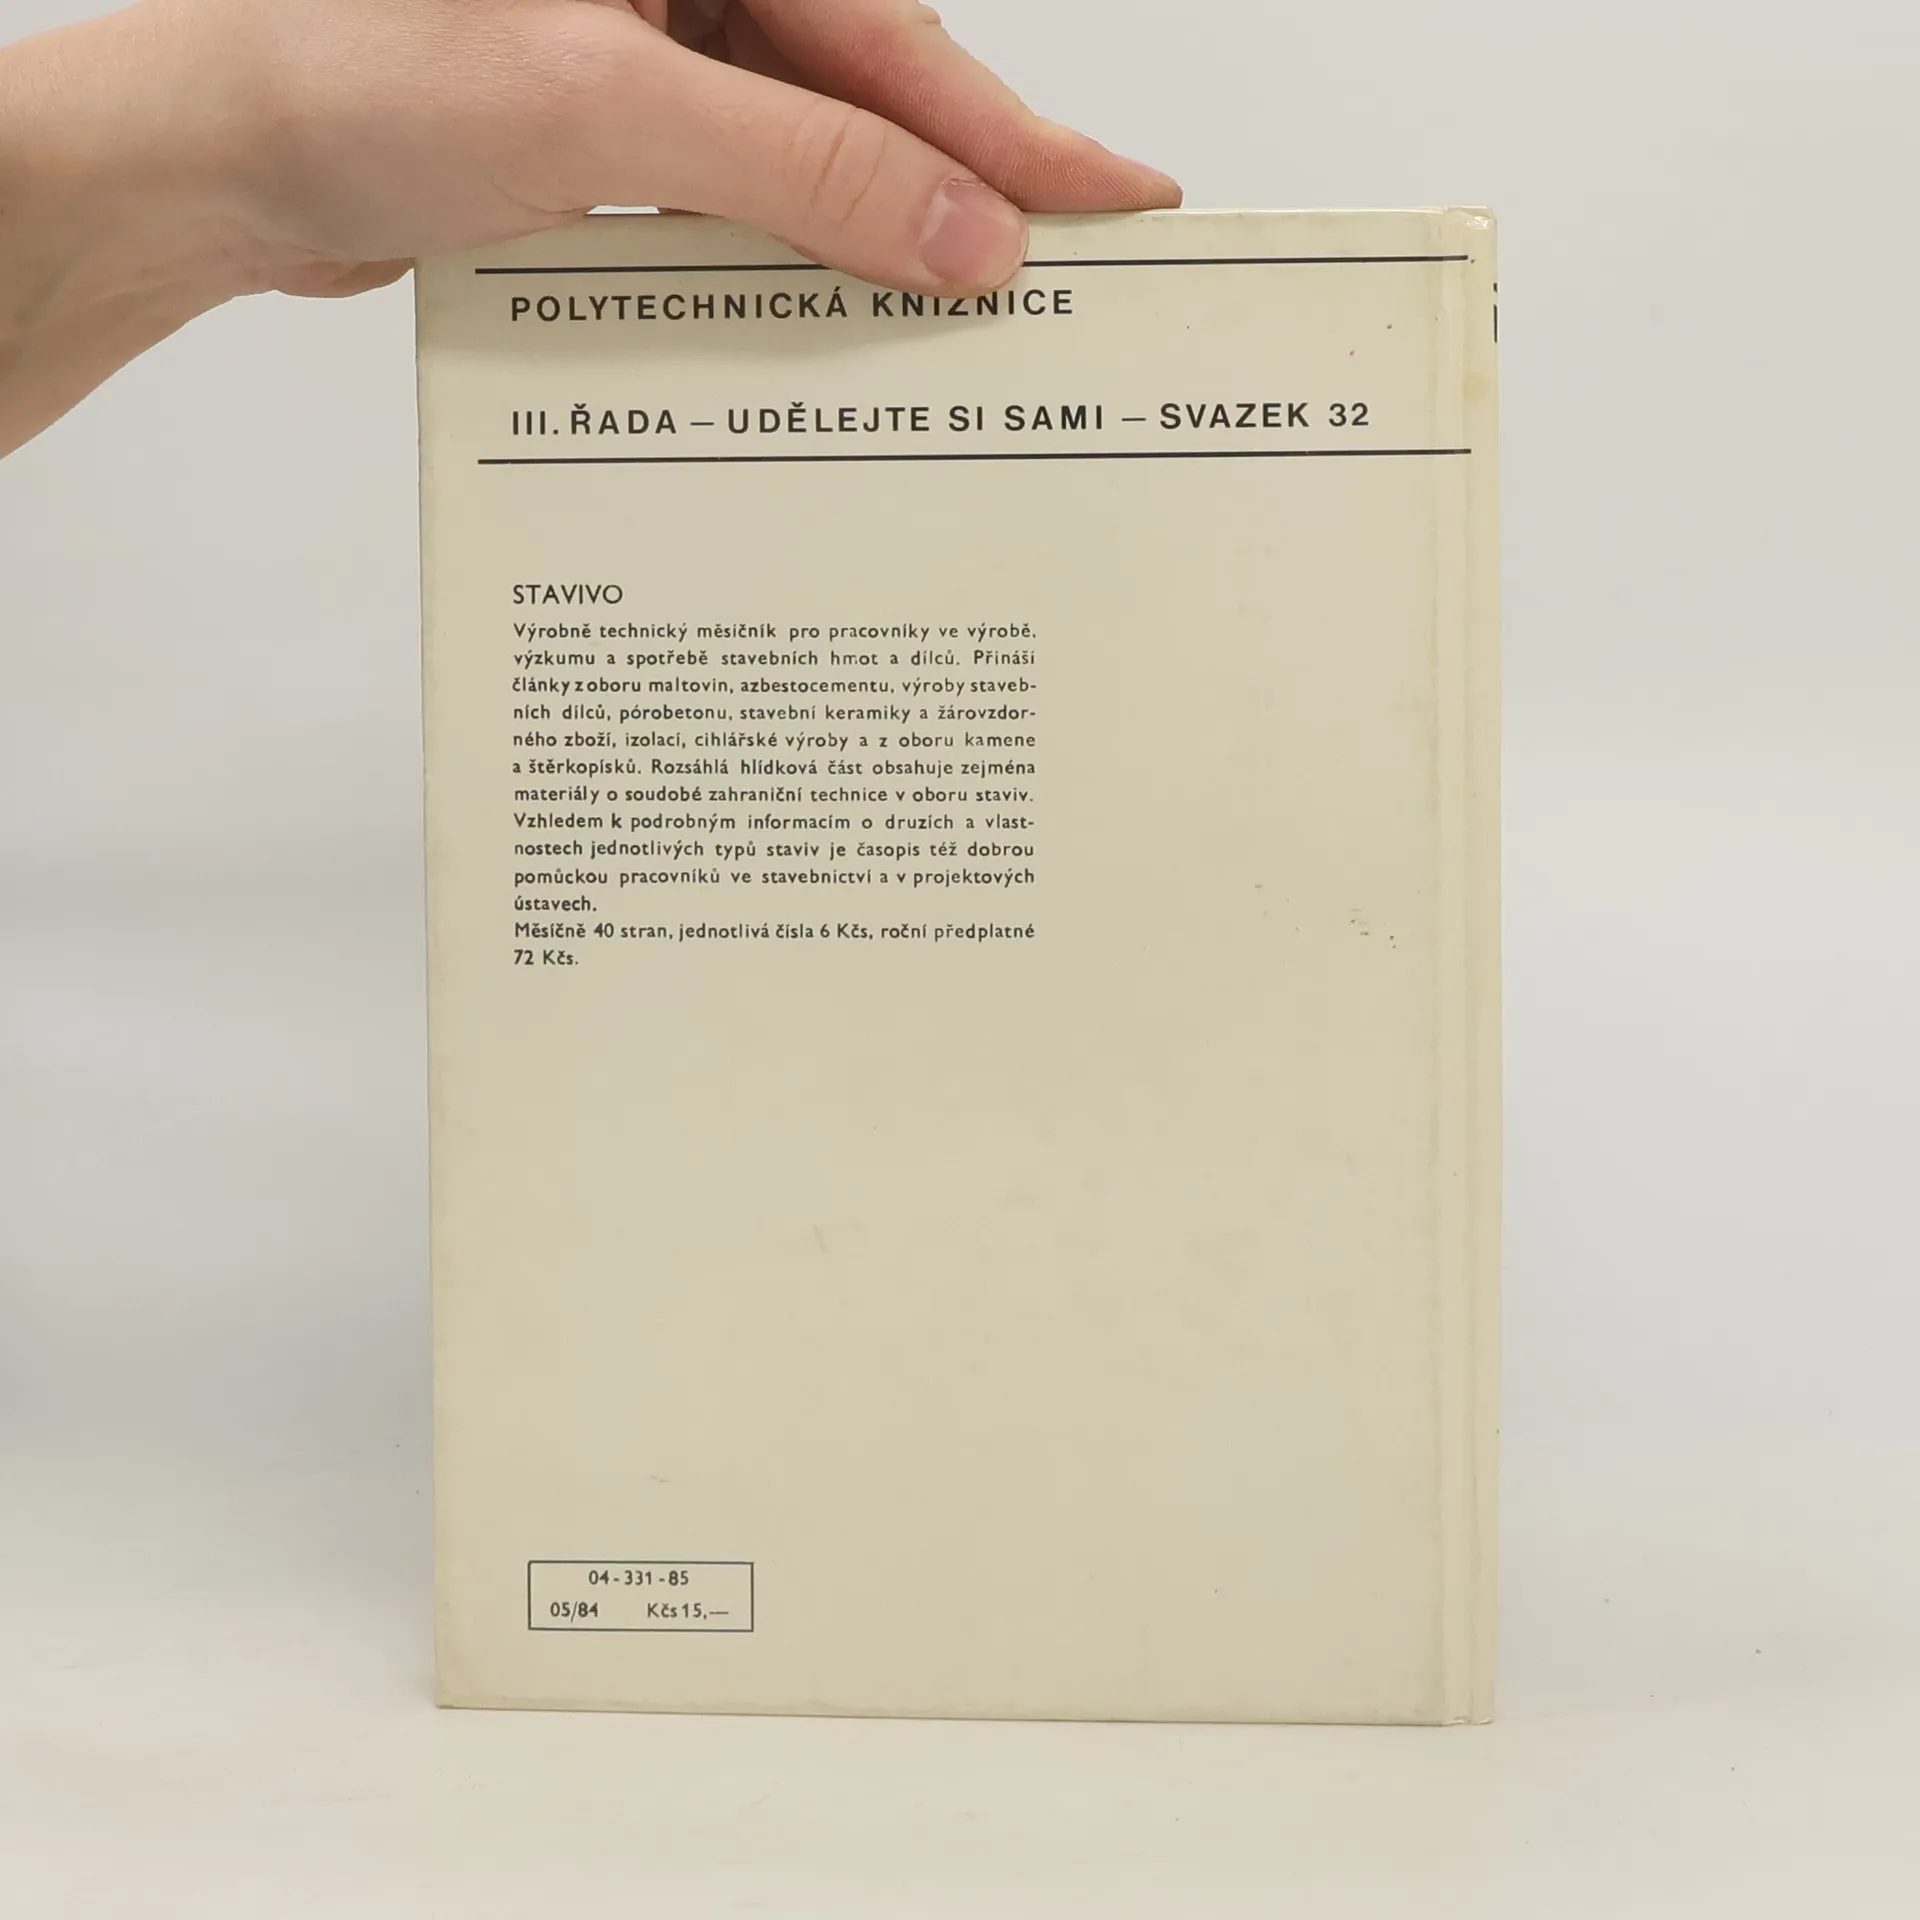 POLYTECHNICKÁ KNIŽNICE
III. ŘADA – UDĚLEJTE SI SAMI – SVAZEK 32
STAVIVO
Výrobně technický měsičník pro pracovníky ve výrobě,
výzkumu a spotřebě stavebních hmot a dílců. Přináší
články z oboru maltovin, azbestocementu, výroby staveb-
ních dílců, pórobetonu, stavební keramiky a žárovzdor-
ného zboží, izolací, cihlářské výroby a z oboru kamene
a štěrkopísků. Rozsáhlá hlídková část obsahuje zejména
materiály o soudobé zahraniční technice v oboru staviv.
Vzhledem k podrobným informacím o druzích a vlast-
nostech jednotlivých typů staviv je časopis též dobrou
pomůckou pracovníků ve stavebnictví a v projektových
ústavech.
Měsíčně 40 stran, jednotlivá čísla 6 Kčs, roční předplatné
72 Kčs.
04-331-85
05/84 Kčs 15,—